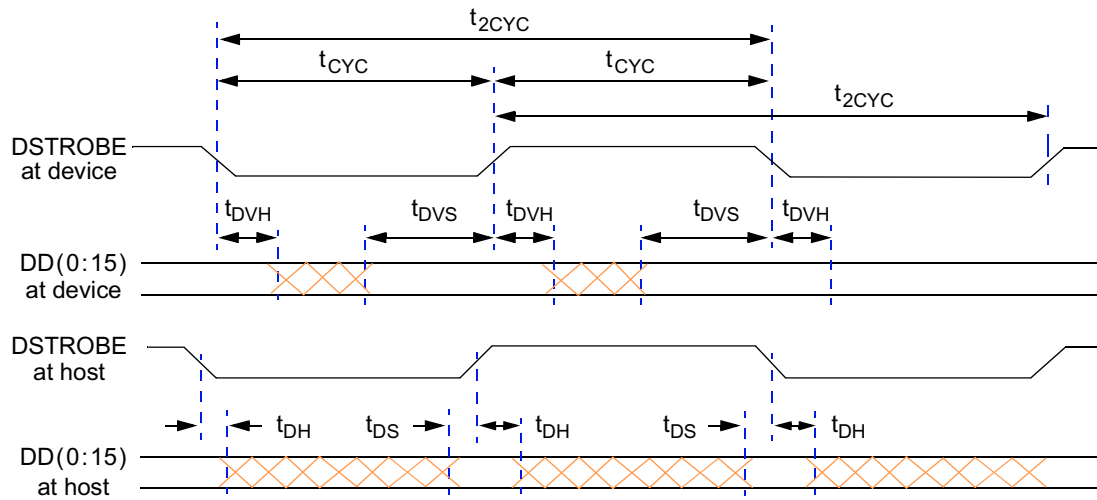 t2CYC
tCYC tCYC
t2CYC
DSTROBE
at device
tDVH tDVS tDVH tDVS tDVH
DD(0:15)
at device
DSTROBE
at host
tDH tDS tDH tDS tDH
DD(0:15)
at host